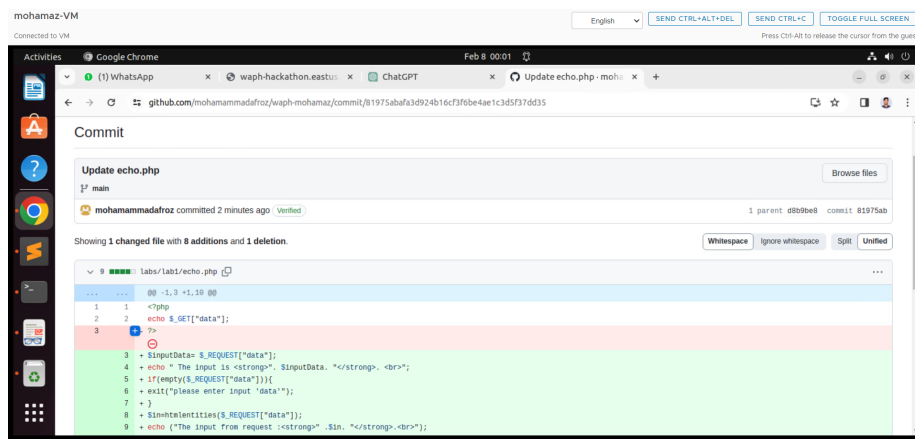 mohamaz-VM
English
SEND CTRL+ALT+DEL
SEND CTRL+C
TOGGLE FULL SCREEN
Connected to VM
Press Ctrl-Alt to release the cursor from the gues
Activities
Google Chrome
Feb 8 00:01
(1) WhatsApp
waph-hackathon.eastus
ChatGPT
Update echo.php · moha
github.com/mohamammadafroz/waph-mohamaz/commit/81975abafa3d924b16cf3f6be4ae1c3d5f37dd35
Commit
Update echo.php
Browse files
main
mohamammadafroz committed 2 minutes ago Verified
1 parent d8b9be8 commit 81975ab
Showing 1 changed file with 8 additions and 1 deletion.
Whitespace Ignore whitespace Split Unified
9 labs/lab1/echo.php
... ... @@ -1,3 +1,10 @@
1 1 <?php
2 2 echo $_GET["data"];
3 - ?>
3 + $inputData= $_REQUEST["data"];
4 + echo " The input is <strong>". $inputData. "</strong>. <br>";
5 + if(empty($_REQUEST["data"])){
6 + exit("please enter input 'data'");
7 + }
8 + $in=htmlentities($_REQUEST["data"]);
9 + echo ("The input from request :<strong>" .$in. "</strong>.<br>");